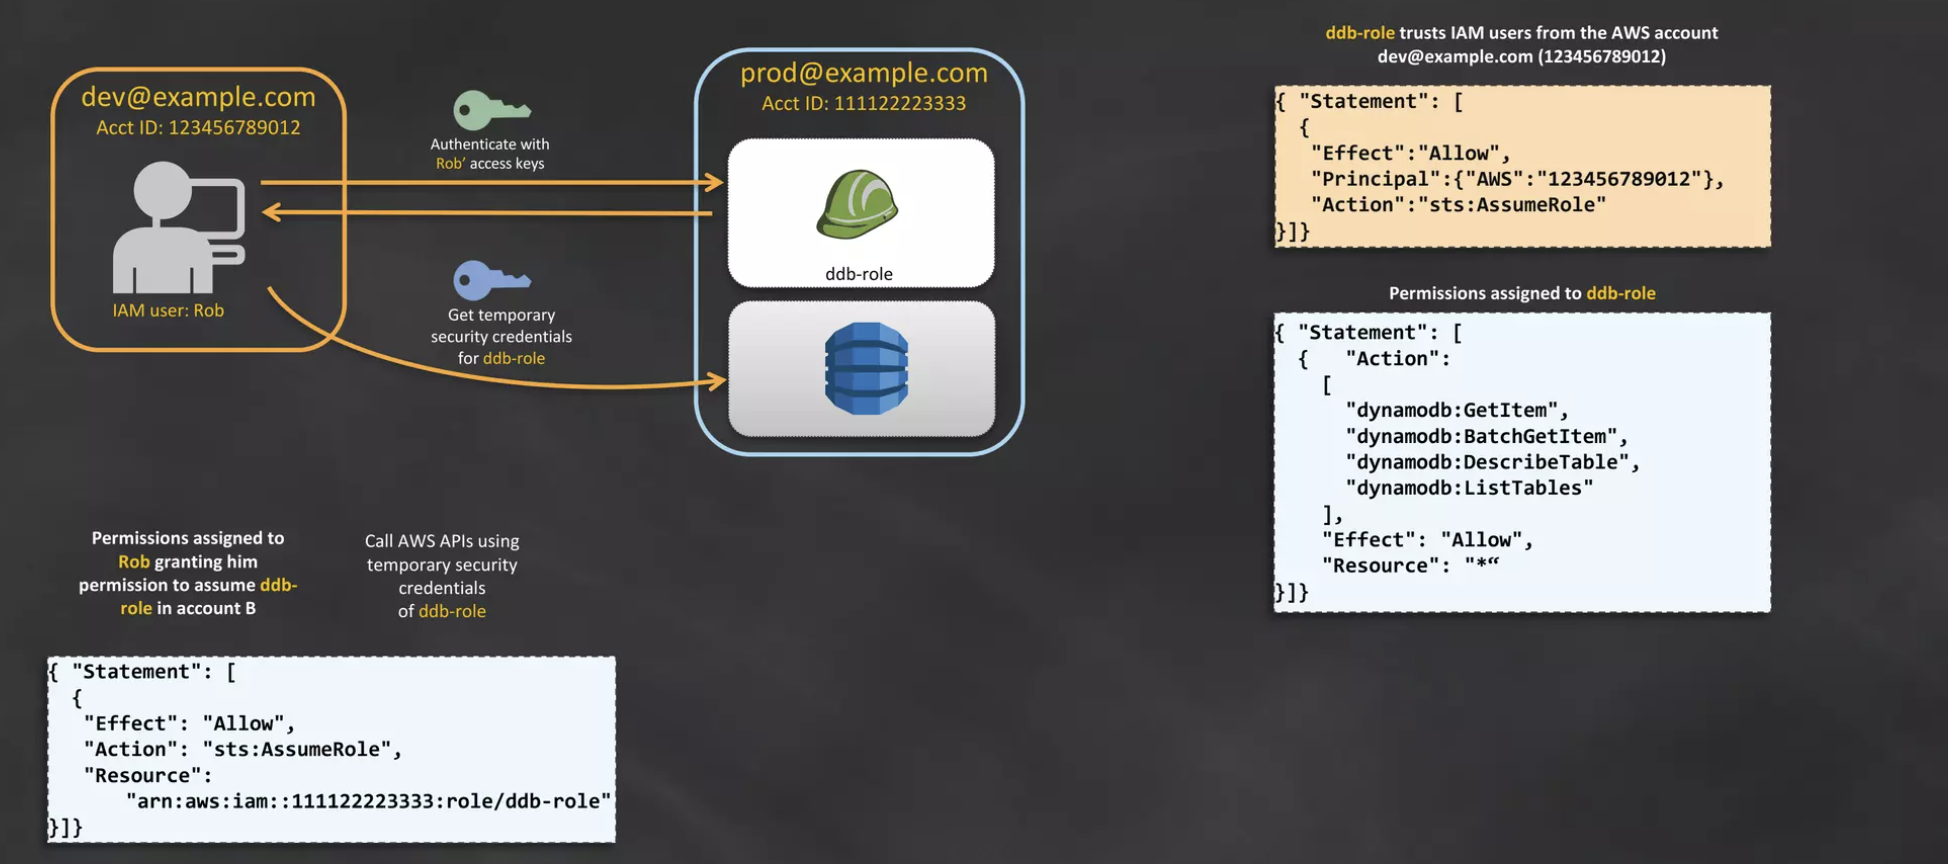 dev@example.com
Acct ID: 123456789012
IAM user: Rob
Authenticate with
Rob’ access keys
Get temporary
security credentials
for ddb-role
prod@example.com
Acct ID: 111122223333
ddb-role
Permissions assigned to
Rob granting him
permission to assume ddb-
role in account B
Call AWS APIs using
temporary security
credentials
of ddb-role
{ "Statement": [
{
"Effect": "Allow",
"Action": "sts:AssumeRole",
"Resource":
"arn:aws:iam::111122223333:role/ddb-role"
}]}
ddb-role trusts IAM users from the AWS account
dev@example.com (123456789012)
{ "Statement": [
{
"Effect":"Allow",
"Principal":{"AWS":"123456789012"},
"Action":"sts:AssumeRole"
}]}
Permissions assigned to ddb-role
{ "Statement": [
{ "Action":
[
"dynamodb:GetItem",
"dynamodb:BatchGetItem",
"dynamodb:DescribeTable",
"dynamodb:ListTables"
],
"Effect": "Allow",
"Resource": "*“
}]}